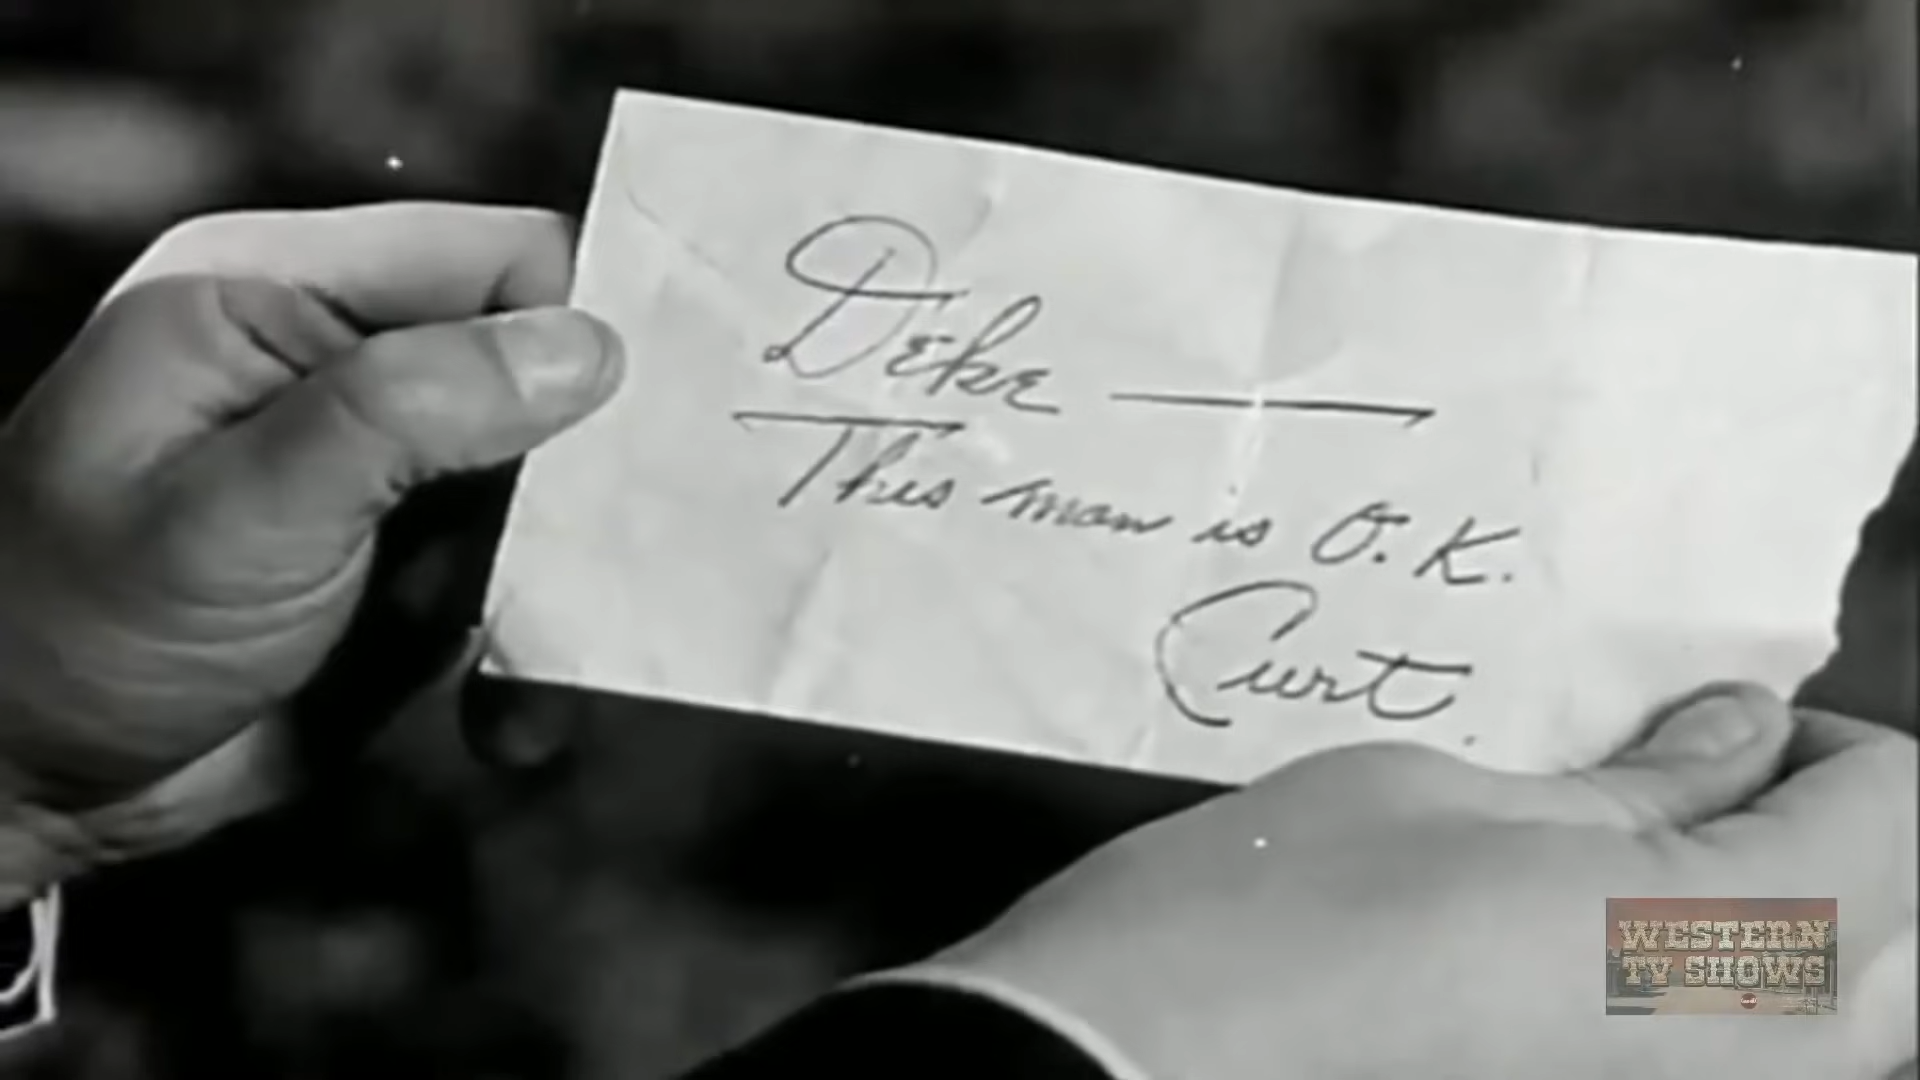 Deke —
This man is O.K.
Curt.
WESTERN
TV SHOWS